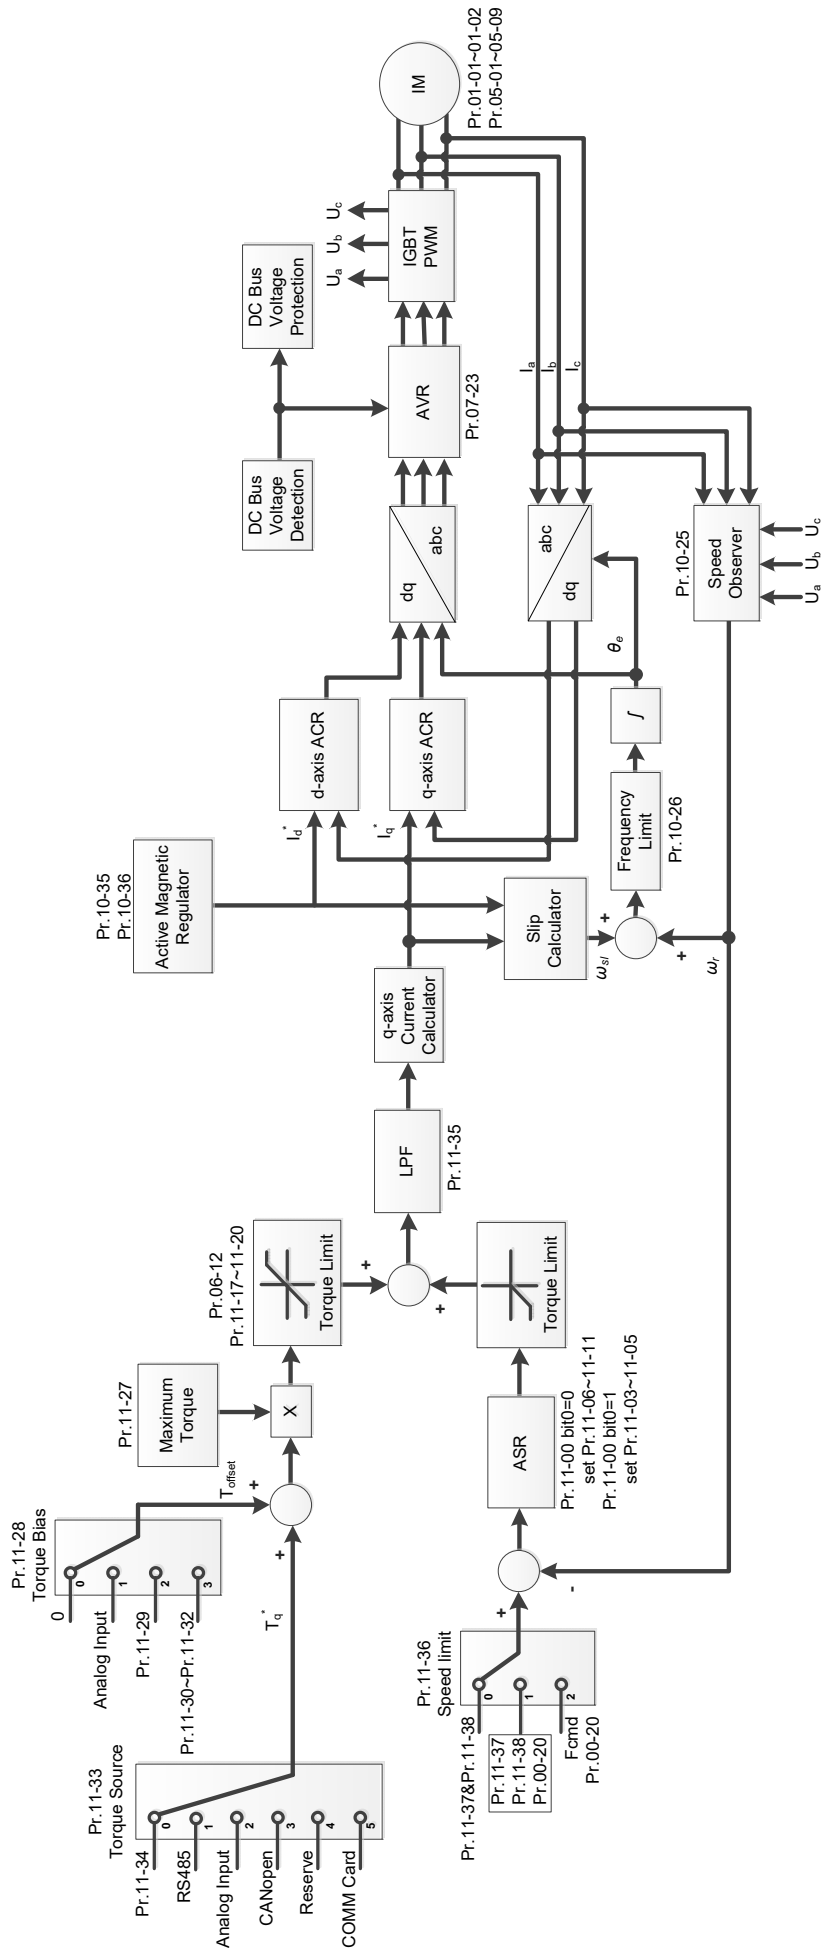 Pr.11-33
Torque Source
Pr.11-34
RS485
Analog Input
CANopen
Reserve
COMM Card
0
1
2
3
4
5
Tq*
+
Pr.11-28
Torque Bias
0
Analog Input
Pr.11-29
Pr.11-30~Pr.11-32
0
1
2
3
Toffset
+
Pr.11-27
Maximum
Torque
X
Pr.06-12
Pr.11-17~11-20
Torque Limit
+
+
Pr.11-36
Speed limit
Pr.11-37&Pr.11-38
Pr.11-37
Pr.11-38
Pr.00-20
Fcmd
Pr.00-20
0
1
2
+
-
ASR
Pr.11-00 bit0=0
set Pr.11-06~11-11
Pr.11-00 bit0=1
set Pr.11-03~11-05
Torque Limit
LPF
Pr.11-35
q-axis
Current
Calculator
Pr.10-35
Pr.10-36
Active Magnetic
Regulator
Id*
Iq*
d-axis ACR
q-axis ACR
Slip
Calculator
ωsl
+
+
ωr
Frequency
Limit
Pr.10-26
∫
θe
dq
abc
abc
dq
DC Bus
Voltage
Detection
DC Bus
Voltage
Protection
AVR
Pr.07-23
IGBT
PWM
Ua
Ub
Uc
IM
Pr.01-01~01-02
Pr.05-01~05-09
Ia
Ib
Ic
Pr.10-25
Speed
Observer
Ua
Ub
Uc